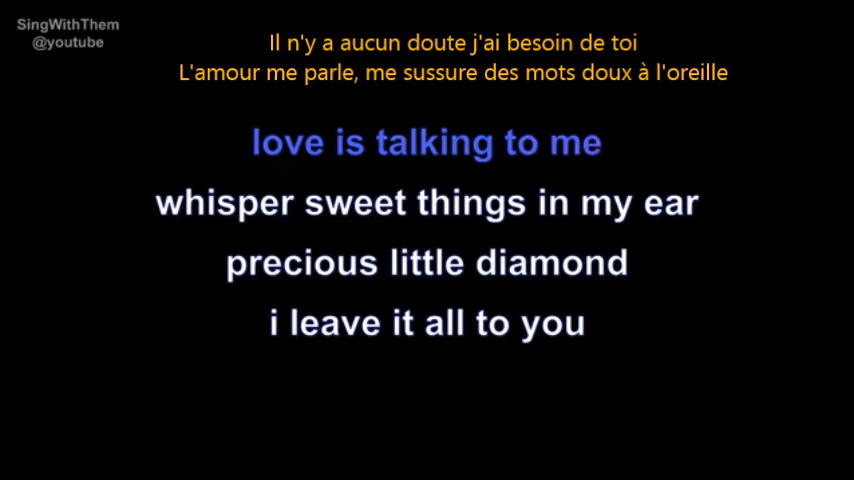 SingWithThem
@youtube
Il n'y a aucun doute j'ai besoin de toi
L'amour me parle, me sussure des mots doux à l'oreille
love is talking to me
whisper sweet things in my ear
precious little diamond
i leave it all to you